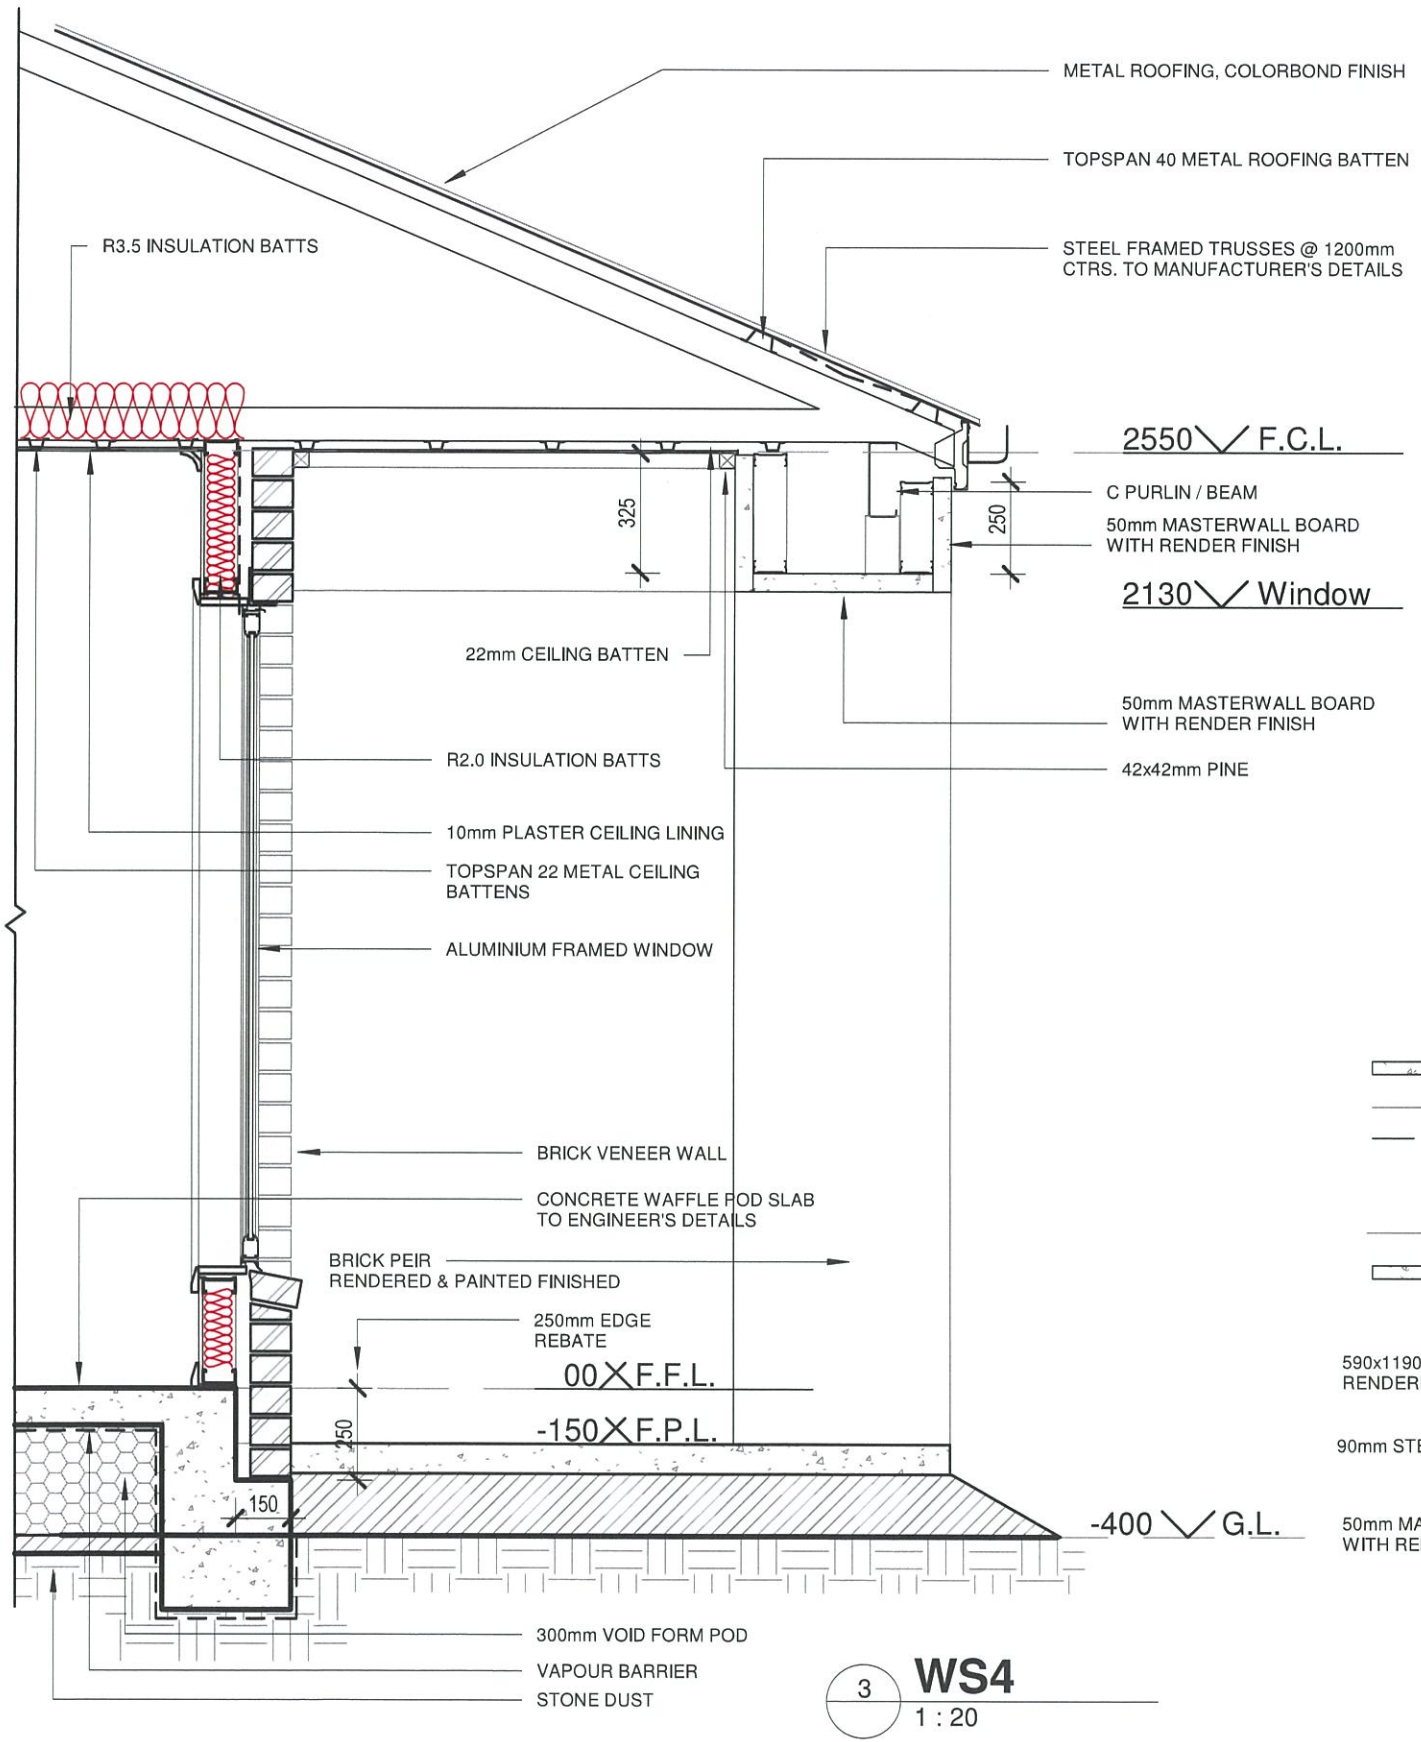 METAL ROOFING, COLORBOND FINISH
TOPSPAN 40 METAL ROOFING BATTEN
R3.5 INSULATION BATTS
STEEL FRAMED TRUSSES @ 1200mm
CTRS. TO MANUFACTURER'S DETAILS
2550 F.C.L.
C PURLIN / BEAM
325
250
50mm MASTERWALL BOARD
WITH RENDER FINISH
2130 Window
22mm CEILING BATTEN
50mm MASTERWALL BOARD
WITH RENDER FINISH
R2.0 INSULATION BATTS
42x42mm PINE
10mm PLASTER CEILING LINING
TOPSPAN 22 METAL CEILING
BATTENS
ALUMINIUM FRAMED WINDOW
BRICK VENEER WALL
CONCRETE WAFFLE POD SLAB
TO ENGINEER'S DETAILS
BRICK PEIR
RENDERED & PAINTED FINISHED
250mm EDGE
REBATE
00 F.F.L.
590x1190
RENDER
-150 F.P.L.
250
90mm STE
150
-400 G.L.
50mm MA
WITH RE
300mm VOID FORM POD
VAPOUR BARRIER
STONE DUST
3 WS4
1 : 20